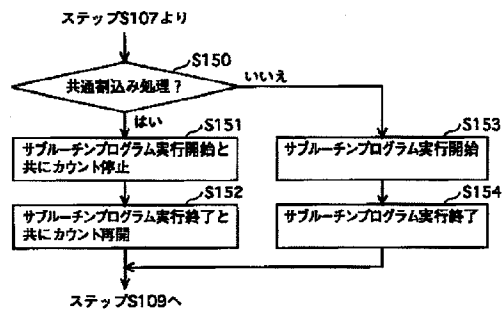 ステップS107より
S150
共通割込み処理？
いいえ
はい
S151
サブルーチンプログラム実行開始と
共にカウント停止
S153
サブルーチンプログラム実行開始
S152
サブルーチンプログラム実行終了と
共にカウント再開
S154
サブルーチンプログラム実行終了
ステップS109へ